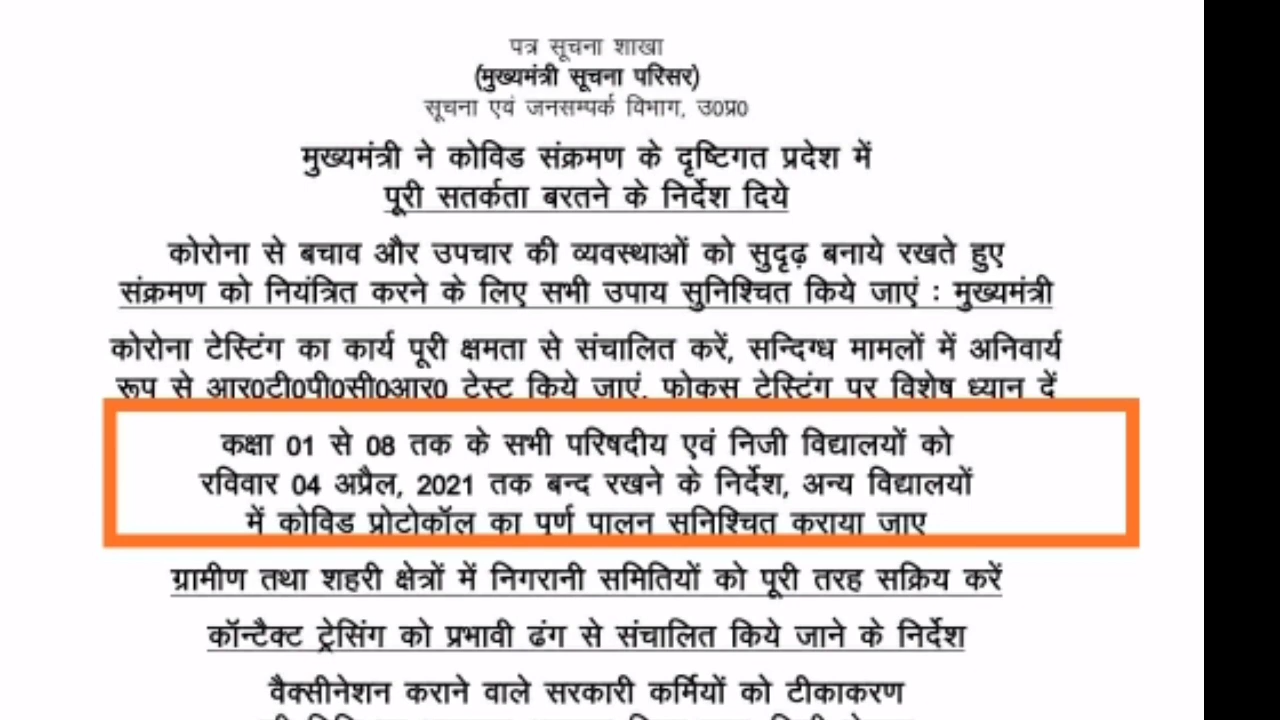 पत्र सूचना शाखा
(मुख्यमंत्री सूचना परिसर)
सूचना एवं जनसम्पर्क विभाग, उ0प्र0
मुख्यमंत्री ने कोविड संक्रमण के दृष्टिगत प्रदेश में
पूरी सतर्कता बरतने के निर्देश दिये
कोरोना से बचाव और उपचार की व्यवस्थाओं को सुदृढ़ बनाये रखते हुए
संक्रमण को नियंत्रित करने के लिए सभी उपाय सुनिश्चित किये जाएं : मुख्यमंत्री
कोरोना टेस्टिंग का कार्य पूरी क्षमता से संचालित करें, सन्दिग्ध मामलों में अनिवार्य
रूप से आर0टी0पी0सी0आर0 टेस्ट किये जाएं, फोकस टेस्टिंग पर विशेष ध्यान दें
कक्षा 01 से 08 तक के सभी परिषदीय एवं निजी विद्यालयों को
रविवार 04 अप्रैल, 2021 तक बन्द रखने के निर्देश, अन्य विद्यालयों
में कोविड प्रोटोकॉल का पूर्ण पालन सुनिश्चित कराया जाए
ग्रामीण तथा शहरी क्षेत्रों में निगरानी समितियों को पूरी तरह सक्रिय करें
कॉन्टैक्ट ट्रेसिंग को प्रभावी ढंग से संचालित किये जाने के निर्देश
वैक्सीनेशन कराने वाले सरकारी कर्मियों को टीकाकरण